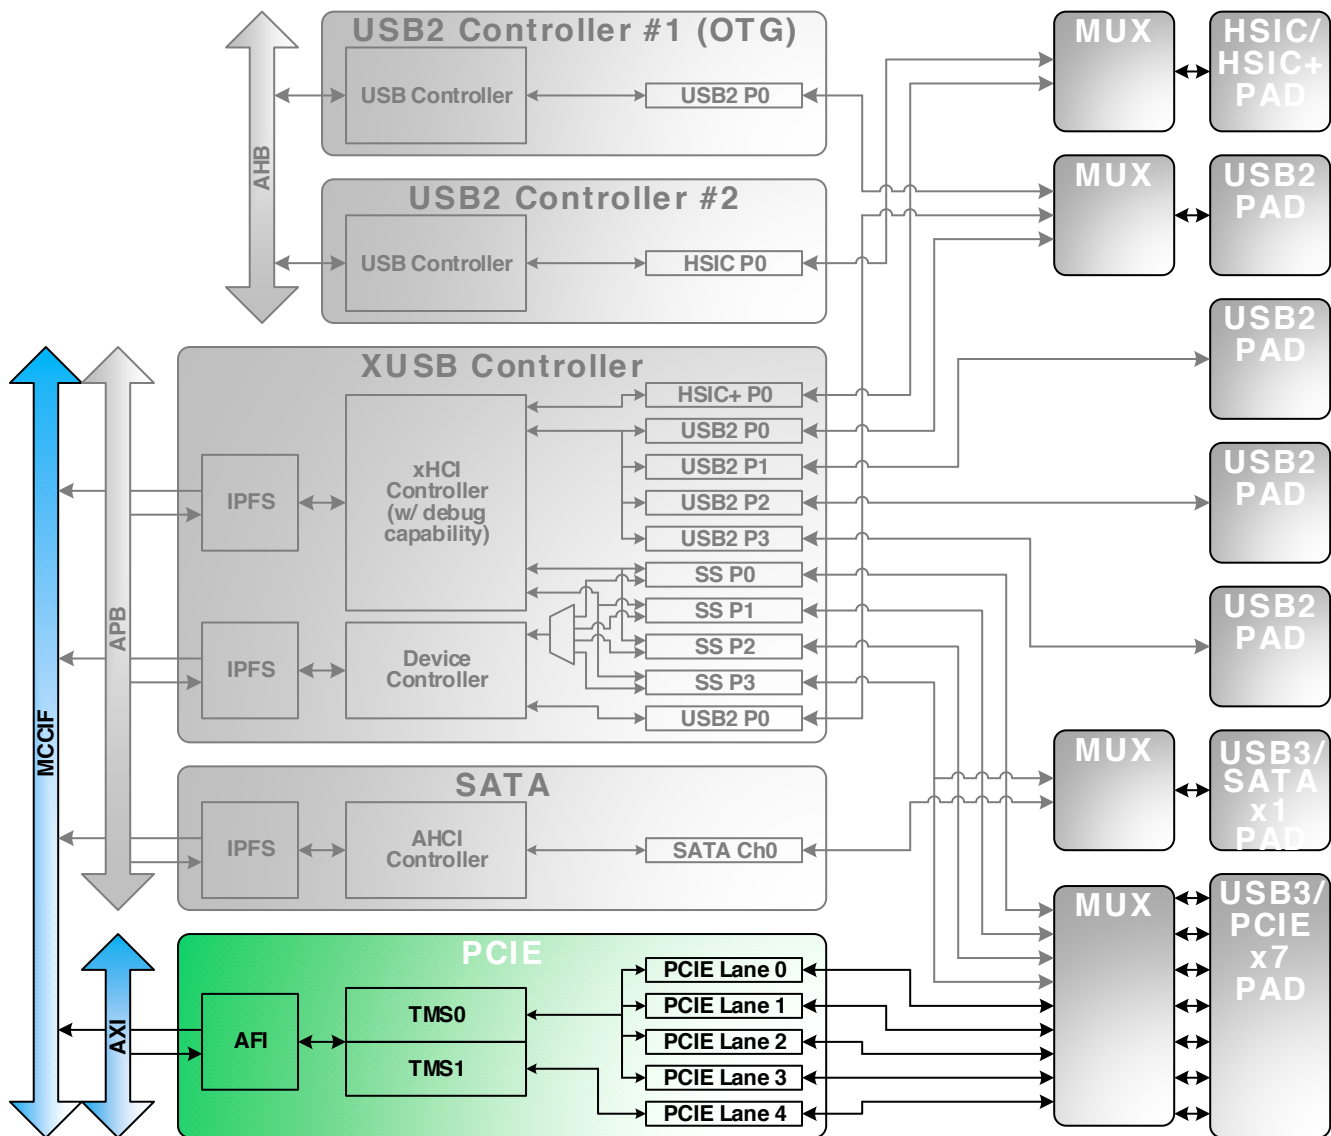 USB2 Controller #1 (OTG)
USB Controller
USB2 P0
AHB
USB2 Controller #2
USB Controller
HSIC P0
MUX
HSIC/
HSIC+
PAD
MUX
USB2
PAD
USB2
PAD
USB2
PAD
USB2
PAD
XUSB Controller
HSIC+ P0
USB2 P0
USB2 P1
USB2 P2
USB2 P3
SS P0
SS P1
SS P2
SS P3
USB2 P0
xHCI
Controller
(w/ debug
capability)
IPFS
Device
Controller
IPFS
APB
MCCIF
SATA
IPFS
AHCI
Controller
SATA Ch0
MUX
USB3/
SATA
x1
PAD
PCIE
AXI
AFI
TMS0
TMS1
PCIE Lane 0
PCIE Lane 1
PCIE Lane 2
PCIE Lane 3
PCIE Lane 4
MUX
USB3/
PCIE
x7
PAD